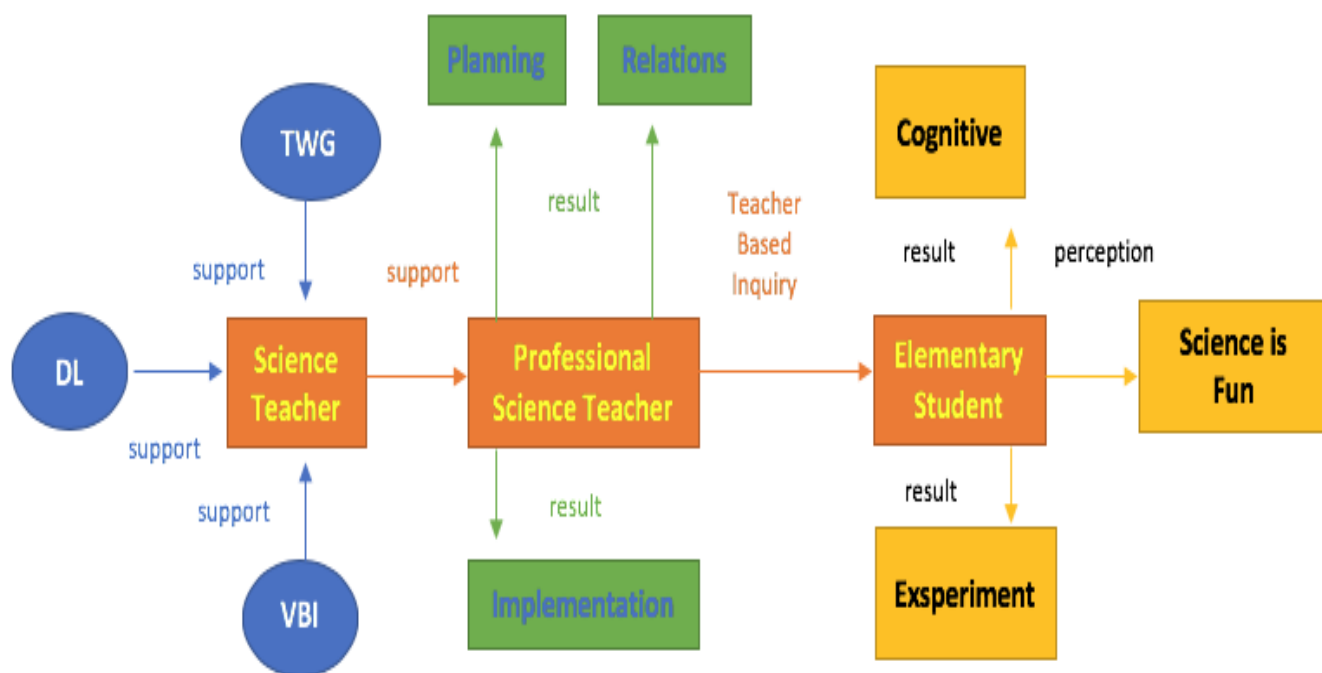 Planning
Relations
TWG
Cognitive
result
Teacher
Based
Inquiry
support
support
result
perception
DL
Science
Teacher
Professional
Science Teacher
Elementary
Student
Science is
Fun
support
support
result
result
VBI
Implementation
Exsperiment